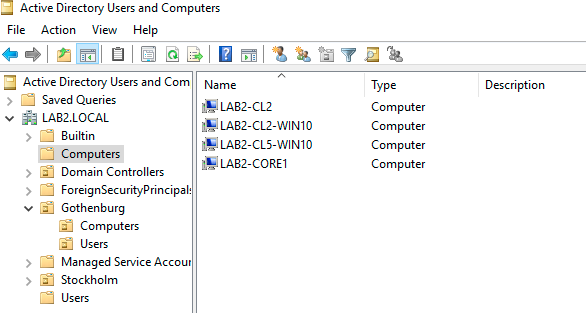 Active Directory Users and Computers
File Action View Help
Active Directory Users and Com
Saved Queries
LAB2.LOCAL
Builtin
Computers
Domain Controllers
ForeignSecurityPrincipals
Gothenburg
Computers
Users
Managed Service Accour
Stockholm
Users
Name Type Description
LAB2-CL2 Computer
LAB2-CL2-WIN10 Computer
LAB2-CL5-WIN10 Computer
LAB2-CORE1 Computer